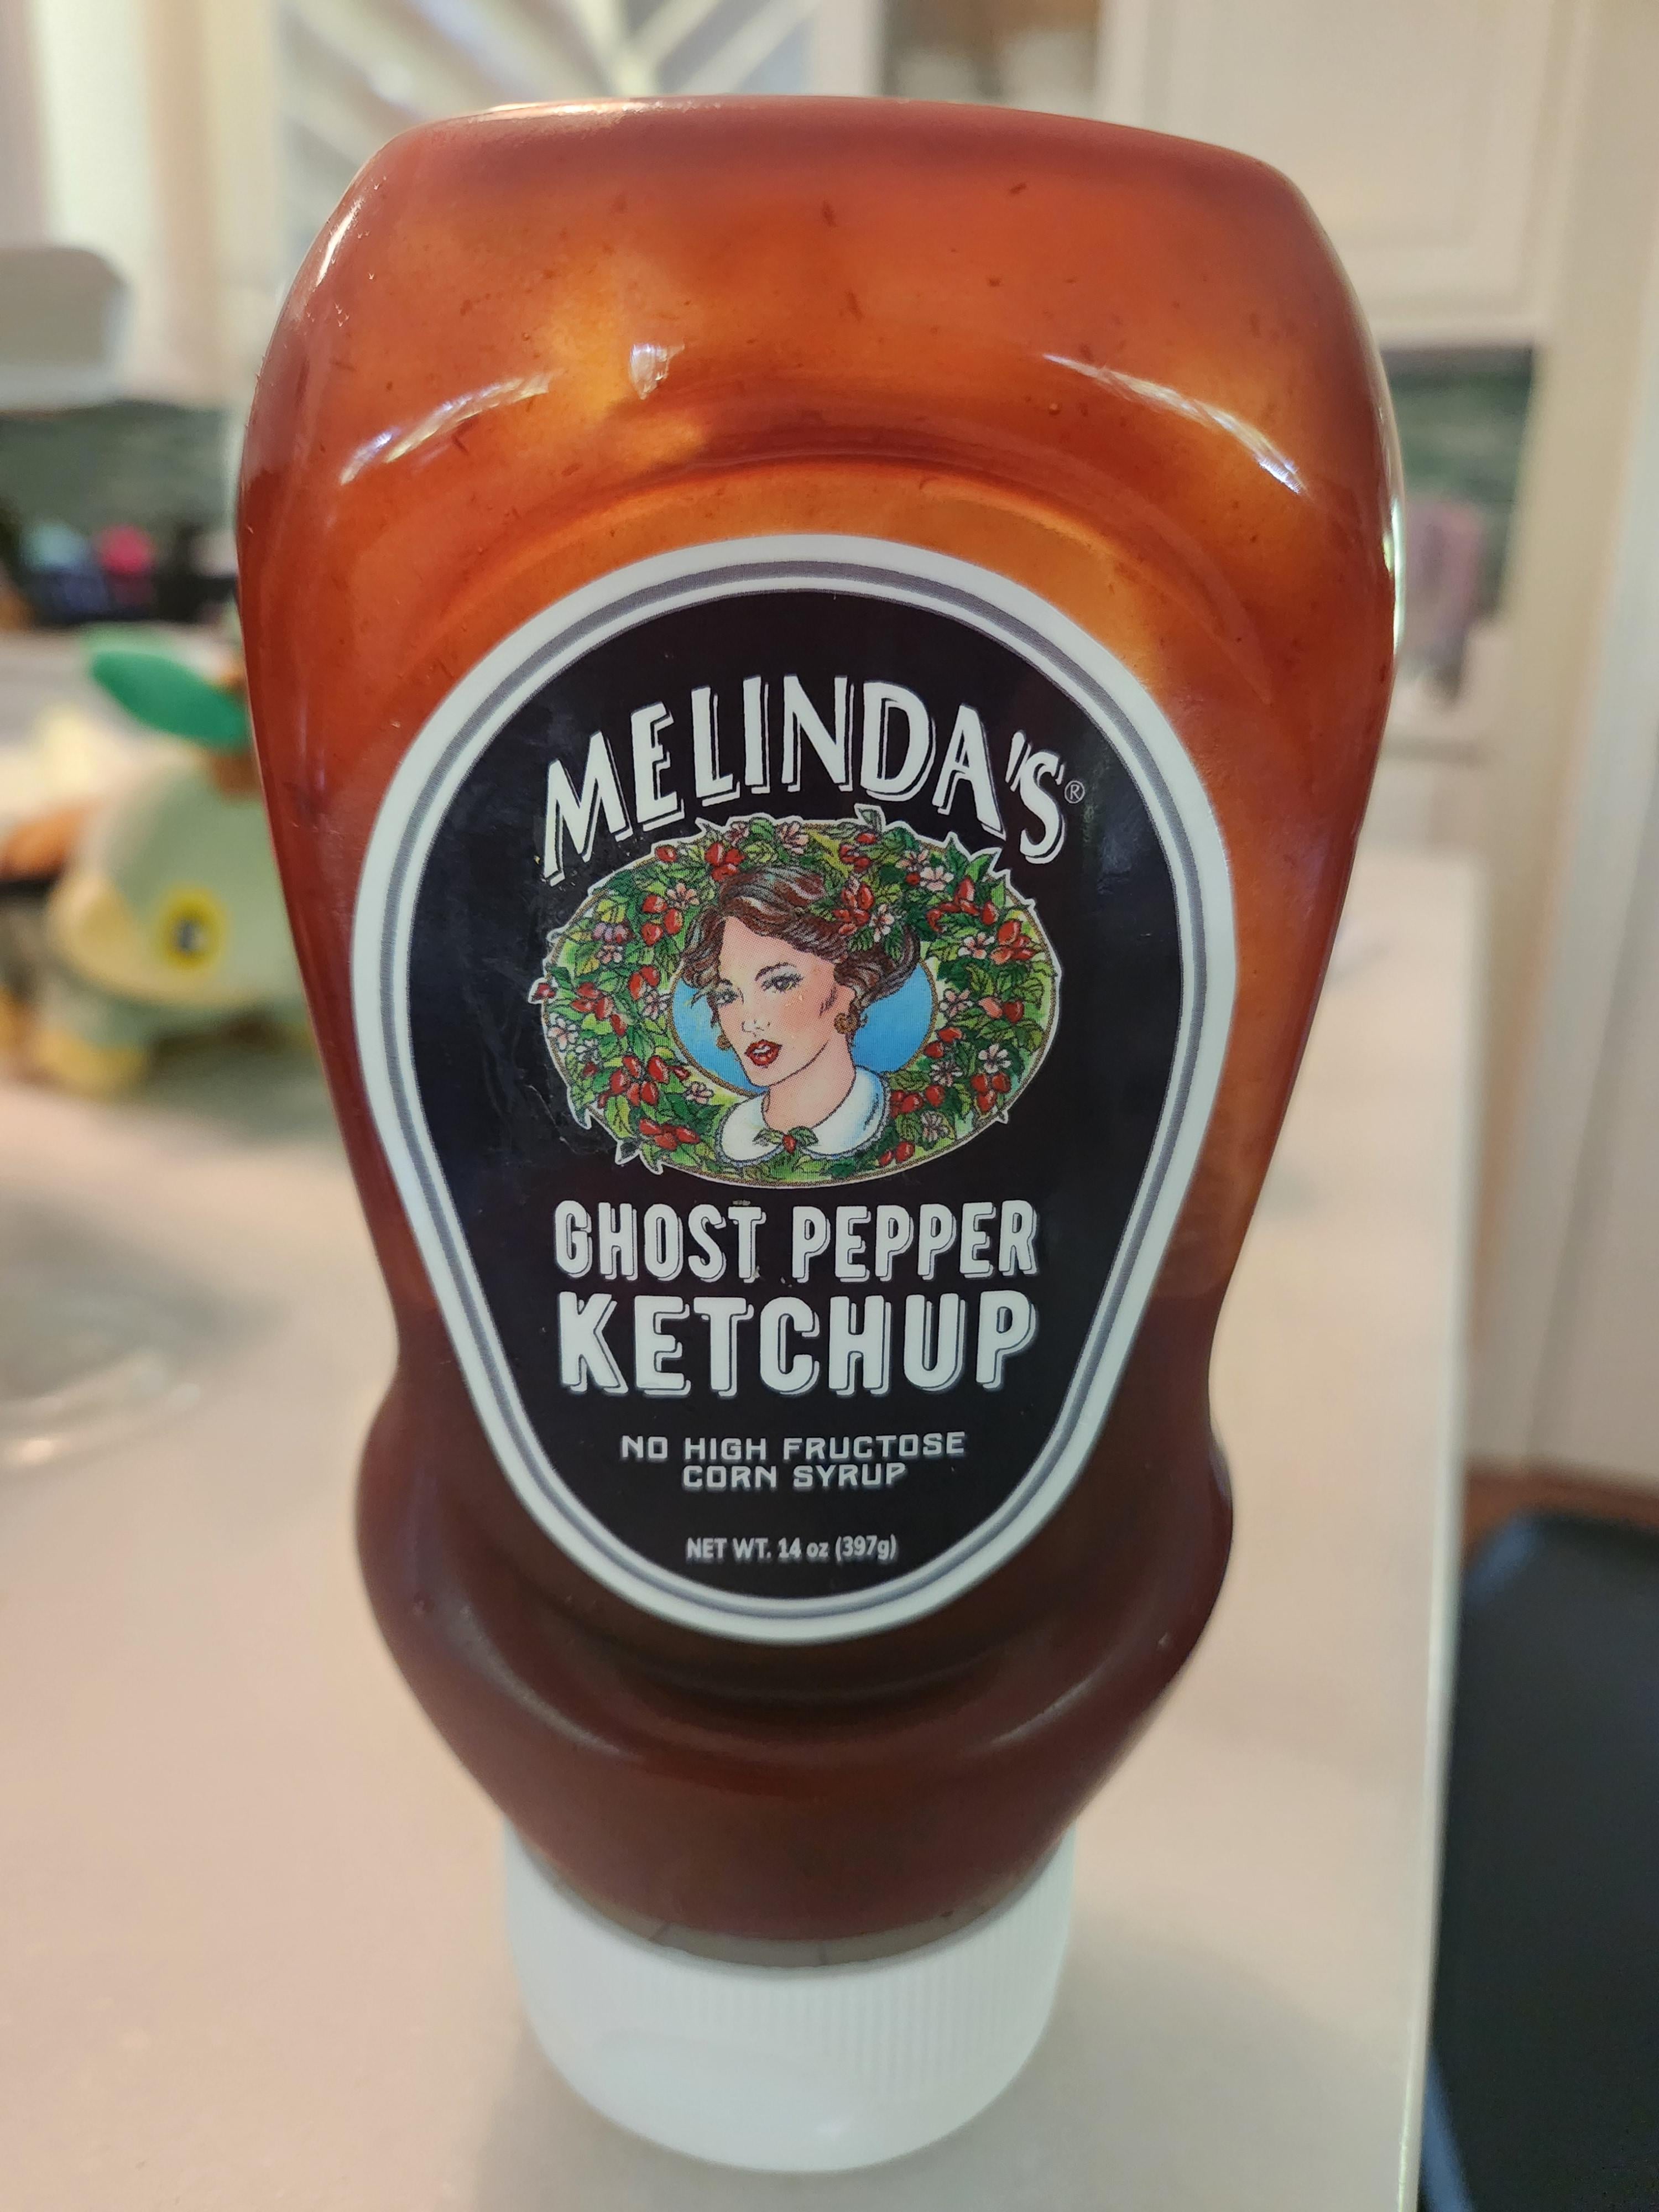 MELINDA'S®
GHOST PEPPER
KETCHUP
NO HIGH FRUCTOSE
CORN SYRUP
NET WT. 14 oz (397g)